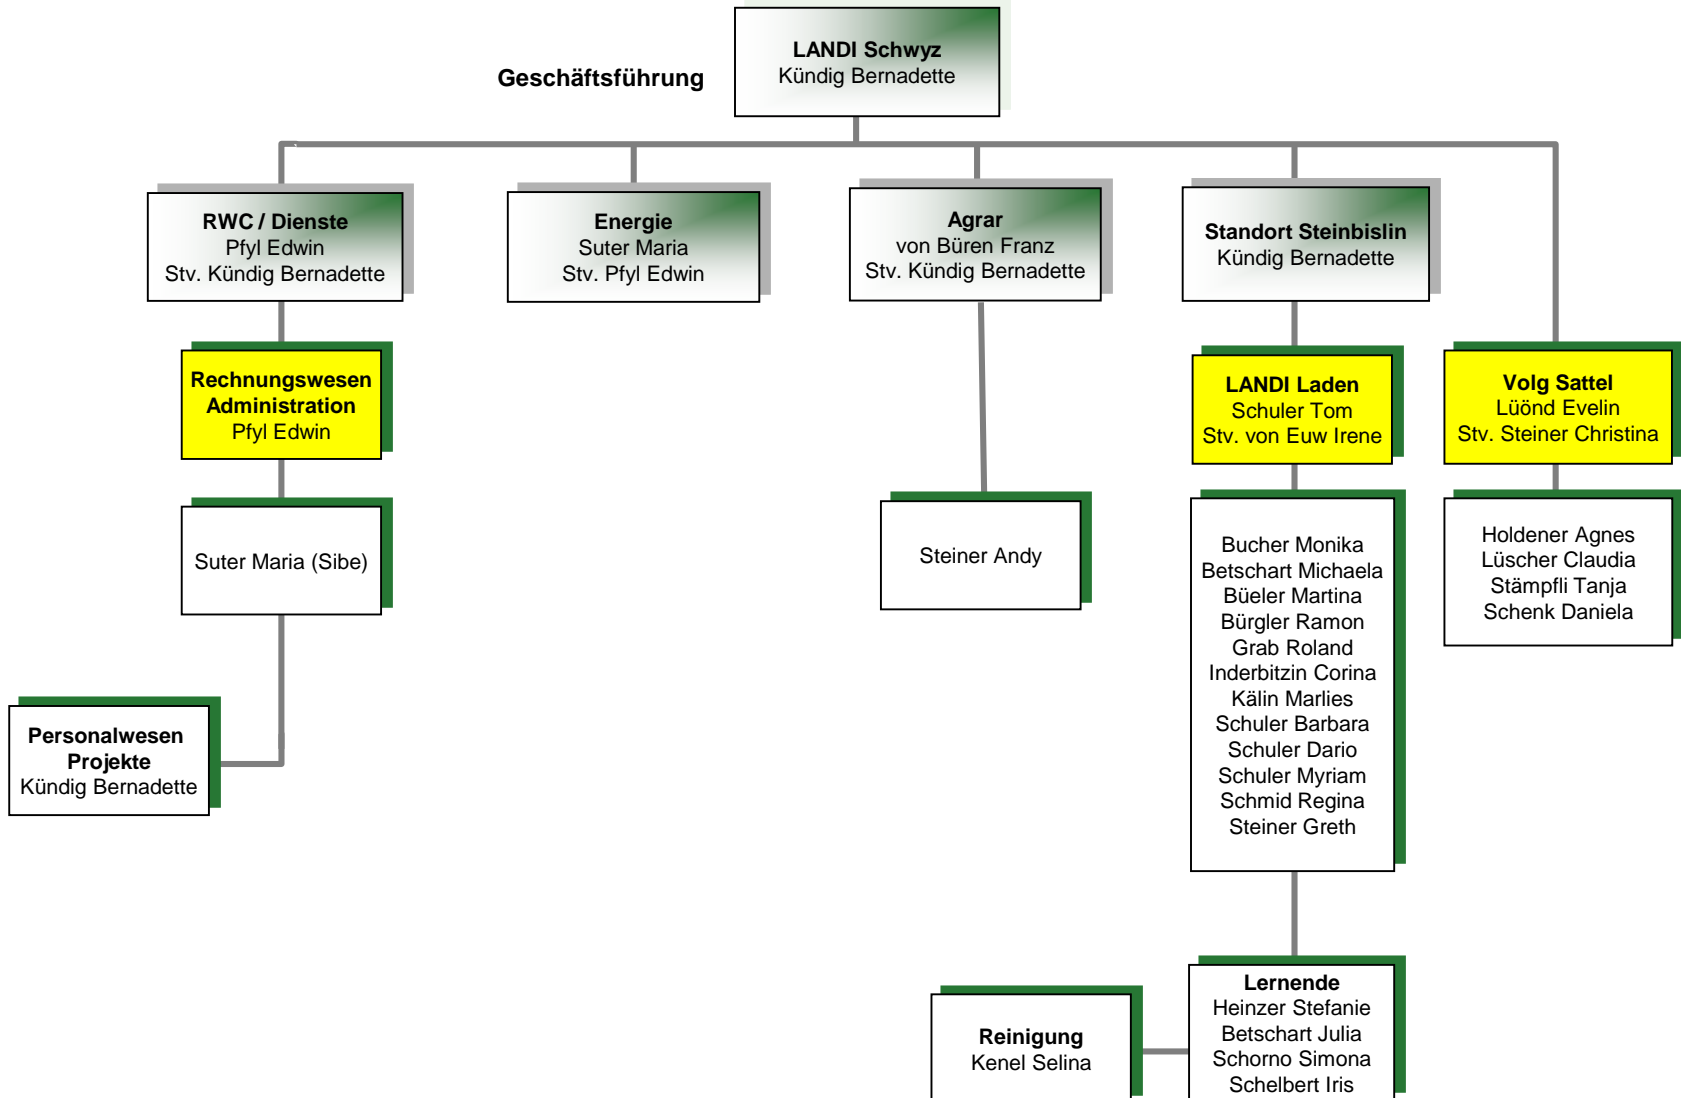 LANDI Schwyz
Kündig Bernadette
Geschäftsführung
RWC / Dienste
Pfyl Edwin
Stv. Kündig Bernadette
Energie
Suter Maria
Stv. Pfyl Edwin
Agrar
von Büren Franz
Stv. Kündig Bernadette
Standort Steinbislin
Kündig Bernadette
Rechnungswesen
Administration
Pfyl Edwin
LANDI Laden
Schuler Tom
Stv. von Euw Irene
Volg Sattel
Lüönd Evelin
Stv. Steiner Christina
Suter Maria (Sibe)
Steiner Andy
Bucher Monika
Betschart Michaela
Büeler Martina
Bürgler Ramon
Grab Roland
Inderbitzin Corina
Kälin Marlies
Schuler Barbara
Schuler Dario
Schuler Myriam
Schmid Regina
Steiner Greth
Holdener Agnes
Lüscher Claudia
Stämpfli Tanja
Schenk Daniela
Personalwesen
Projekte
Kündig Bernadette
Reinigung
Kenel Selina
Lernende
Heinzer Stefanie
Betschart Julia
Schorno Simona
Schelbert Iris